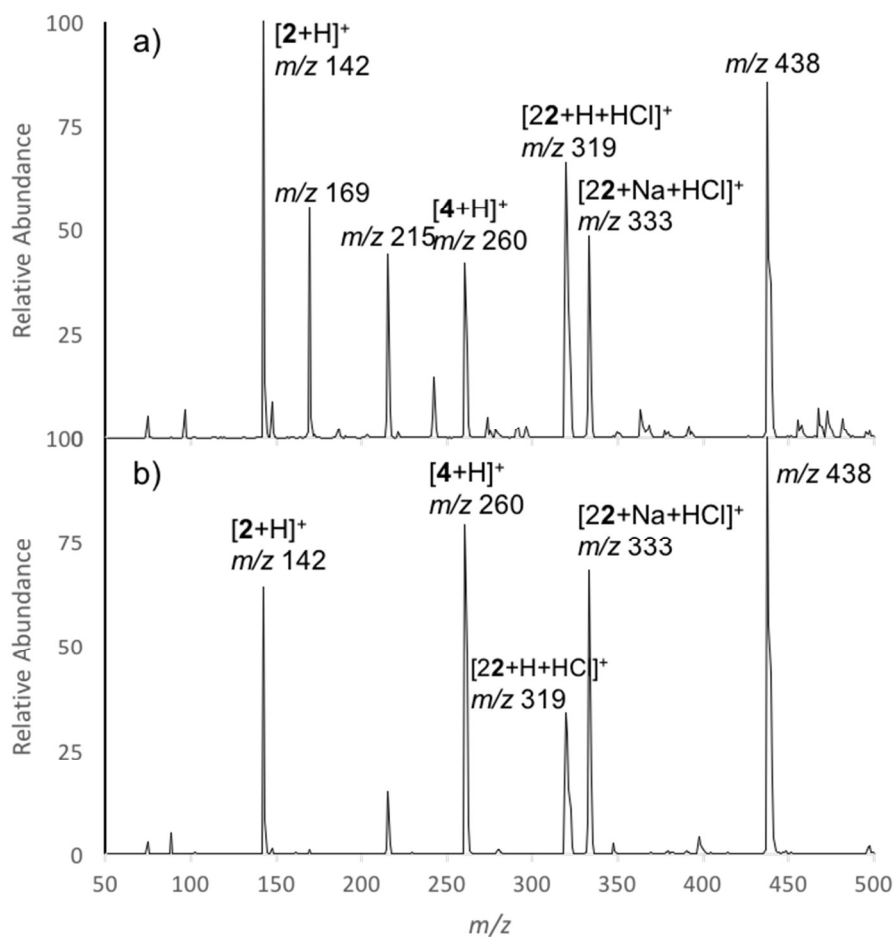 100
a)
[2+H]+
m/z 142
m/z 438
75
[22+H+HCl]+
m/z 319
m/z 169
[22+Na+HCl]+
m/z 333
[4+H]+
m/z 215
m/z 260
Relative Abundance
50
25
100
b)
[4+H]+
m/z 260
m/z 438
[2+H]+
m/z 142
[22+Na+HCl]+
m/z 333
75
[22+H+HCl]+
m/z 319
Relative Abundance
50
25
0
50 100 150 200 250 300 350 400 450 500
m/z